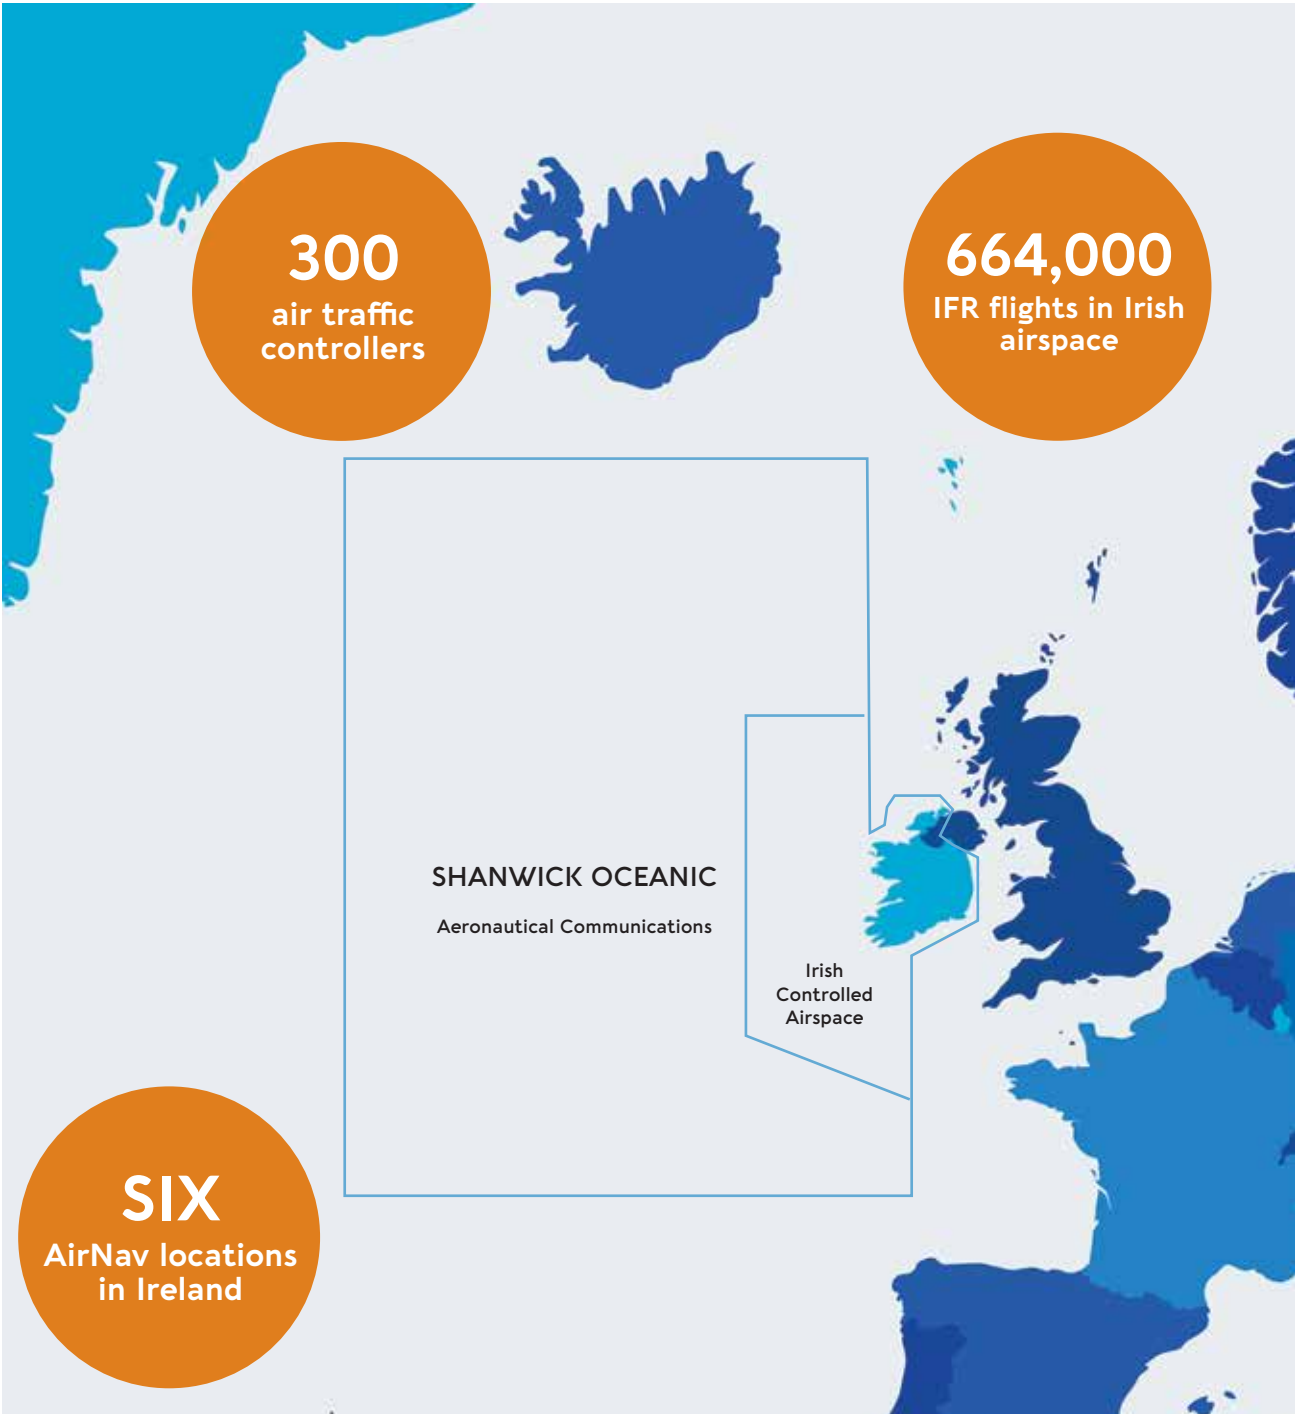 300
air traffic
controllers
664,000
IFR flights in Irish
airspace
SHANWICK OCEANIC
Aeronautical Communications
Irish
Controlled
Airspace
SIX
AirNav locations
in Ireland